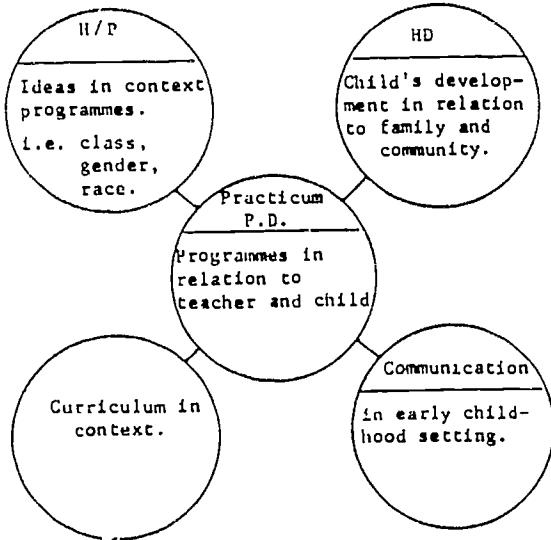 H/P
Ideas in context
programmes.
i.e. class,
gender,
race.
HD
Child's develop-
ment in relation
to family and
community.
Practicum
P.D.
Programmes in
relation to
teacher and child
Curriculum in
context.
Communication
in early child-
hood setting.